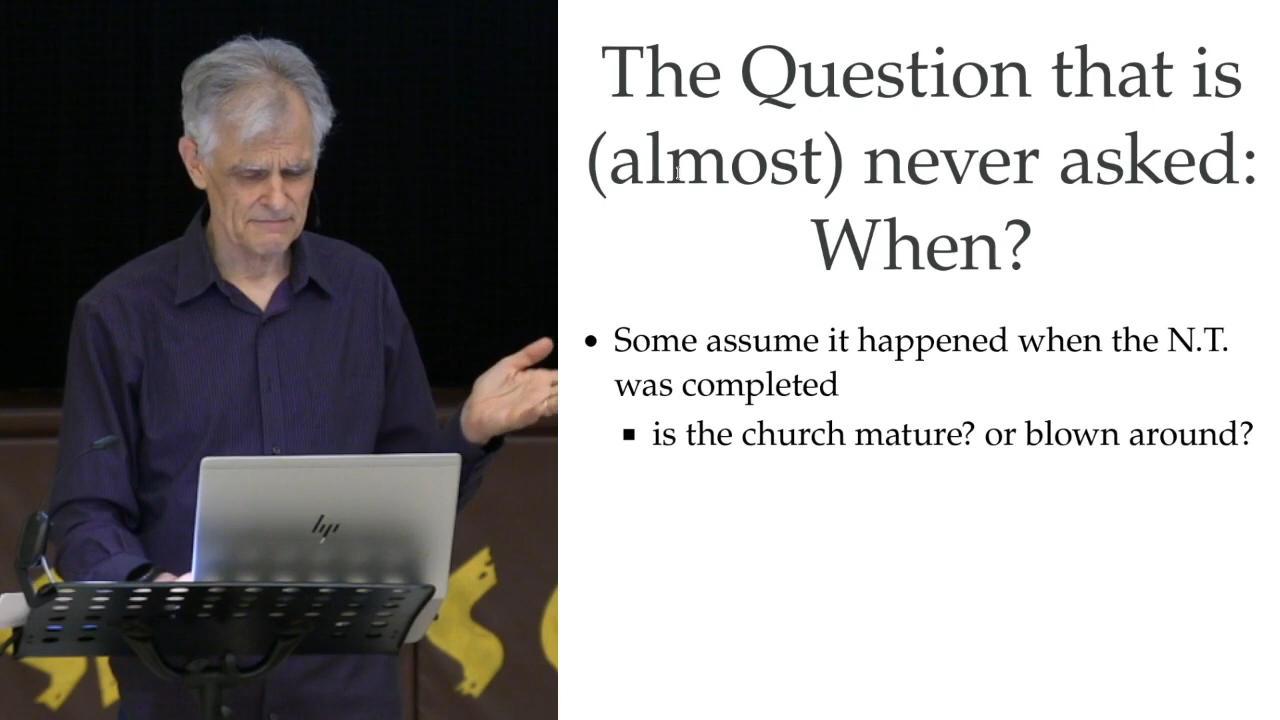 The Question that is
(almost) never asked:
When?
• Some assume it happened when the N.T.
was completed
▪ is the church mature? or blown around?
hp